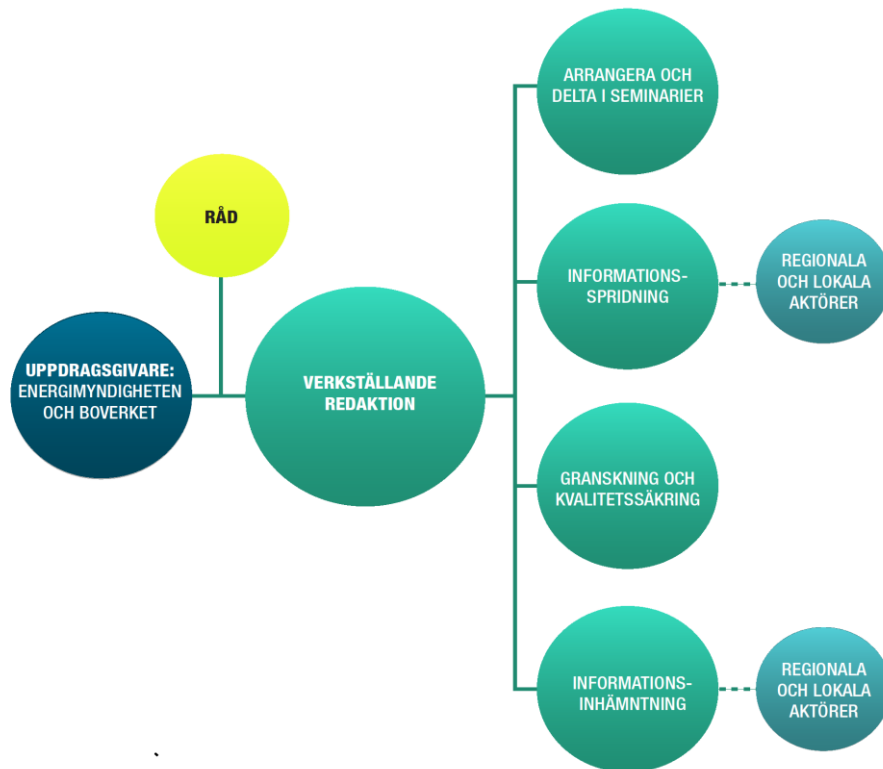 ARRANGERA OCH
DELTA I SEMINARIER
RÅD
INFORMATIONS-
SPRIDNING
REGIONALA
OCH LOKALA
AKTÖRER
UPPDRAGSGIVARE:
ENERGIMYNDIGHETEN
OCH BOVERKET
VERKSTÄLLANDE
REDAKTION
GRANSKNING OCH
KVALITETSSÄKRING
INFORMATIONS-
INHÄMNTNING
REGIONALA
OCH LOKALA
AKTÖRER